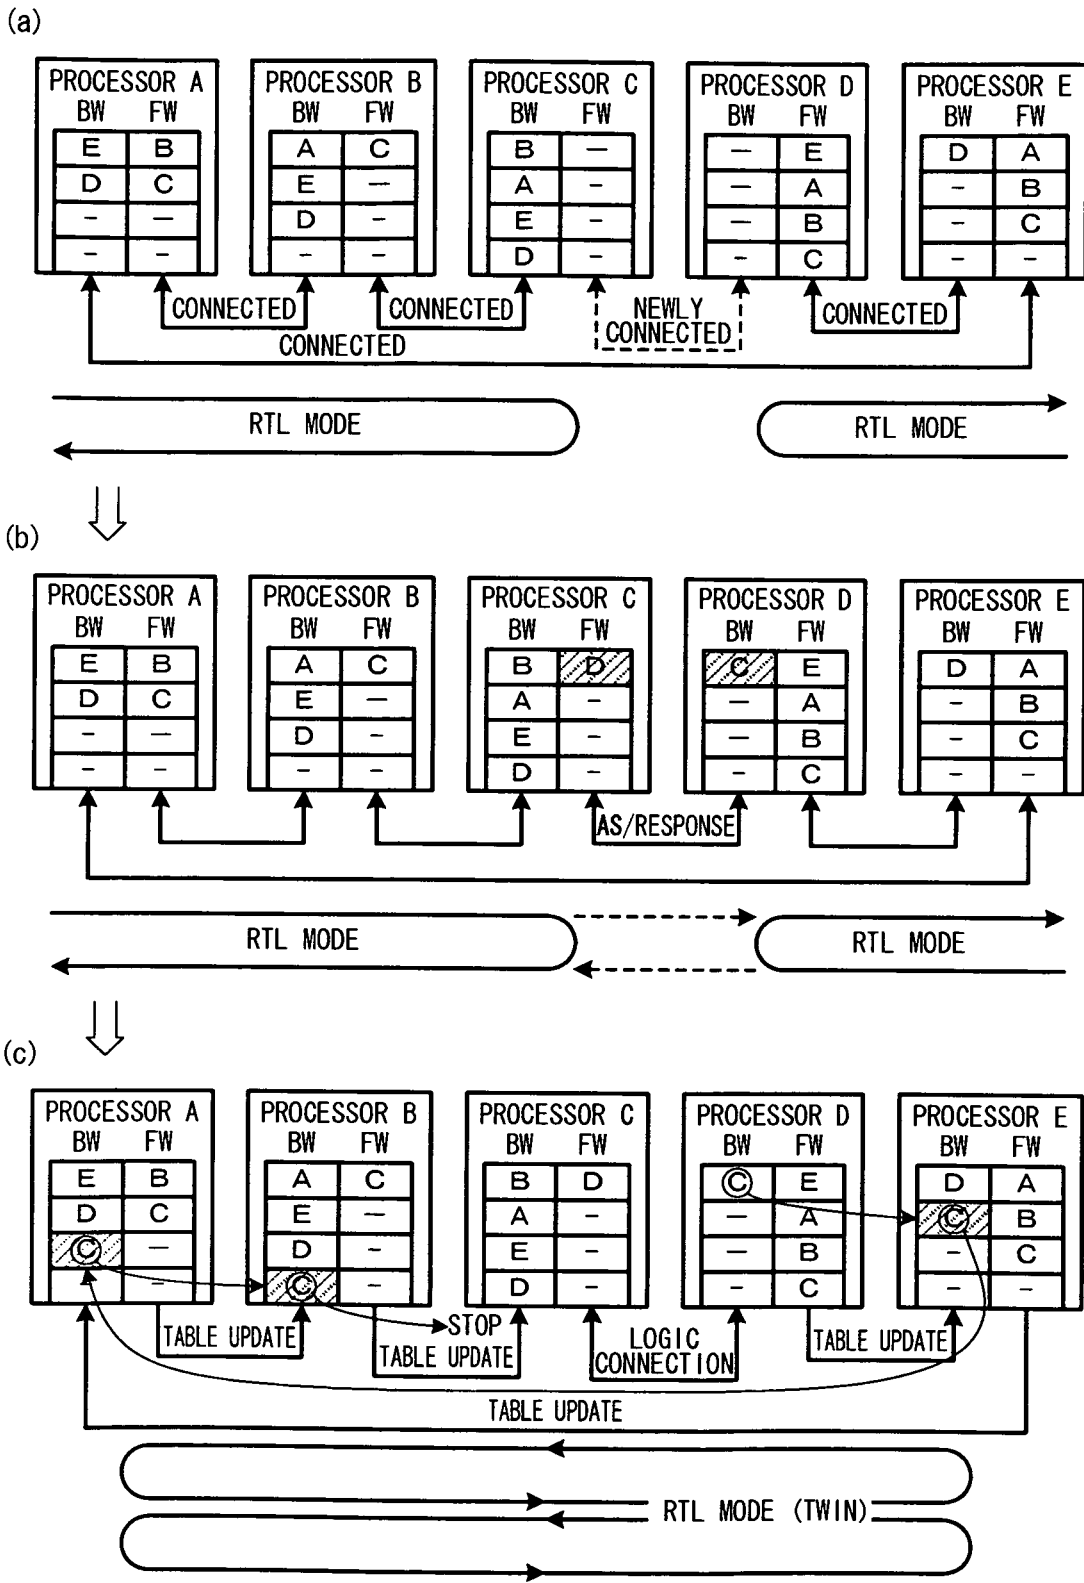 (a)
PROCESSOR A PROCESSOR B PROCESSOR C PROCESSOR D PROCESSOR E
BW FW BW FW BW FW BW FW BW FW
E B A C B — — E D A
D C E — A - — A - B
- — D - E - — B - C
- - - - D - - C - -
CONNECTED CONNECTED NEWLY CONNECTED CONNECTED
CONNECTED
RTL MODE RTL MODE
(b)
PROCESSOR A PROCESSOR B PROCESSOR C PROCESSOR D PROCESSOR E
BW FW BW FW BW FW BW FW BW FW
E B A C B D C E D A
D C E — A - — A - B
- — D - E - — B - C
- - - - D - - C - -
AS/RESPONSE
RTL MODE RTL MODE
(c)
PROCESSOR A PROCESSOR B PROCESSOR C PROCESSOR D PROCESSOR E
BW FW BW FW BW FW BW FW BW FW
E B A C B D C E D A
D C E — A - — A C B
C — D - E - — B - C
- - C - D - - C - -
TABLE UPDATE STOP TABLE UPDATE LOGIC CONNECTION TABLE UPDATE
TABLE UPDATE
RTL MODE (TWIN)